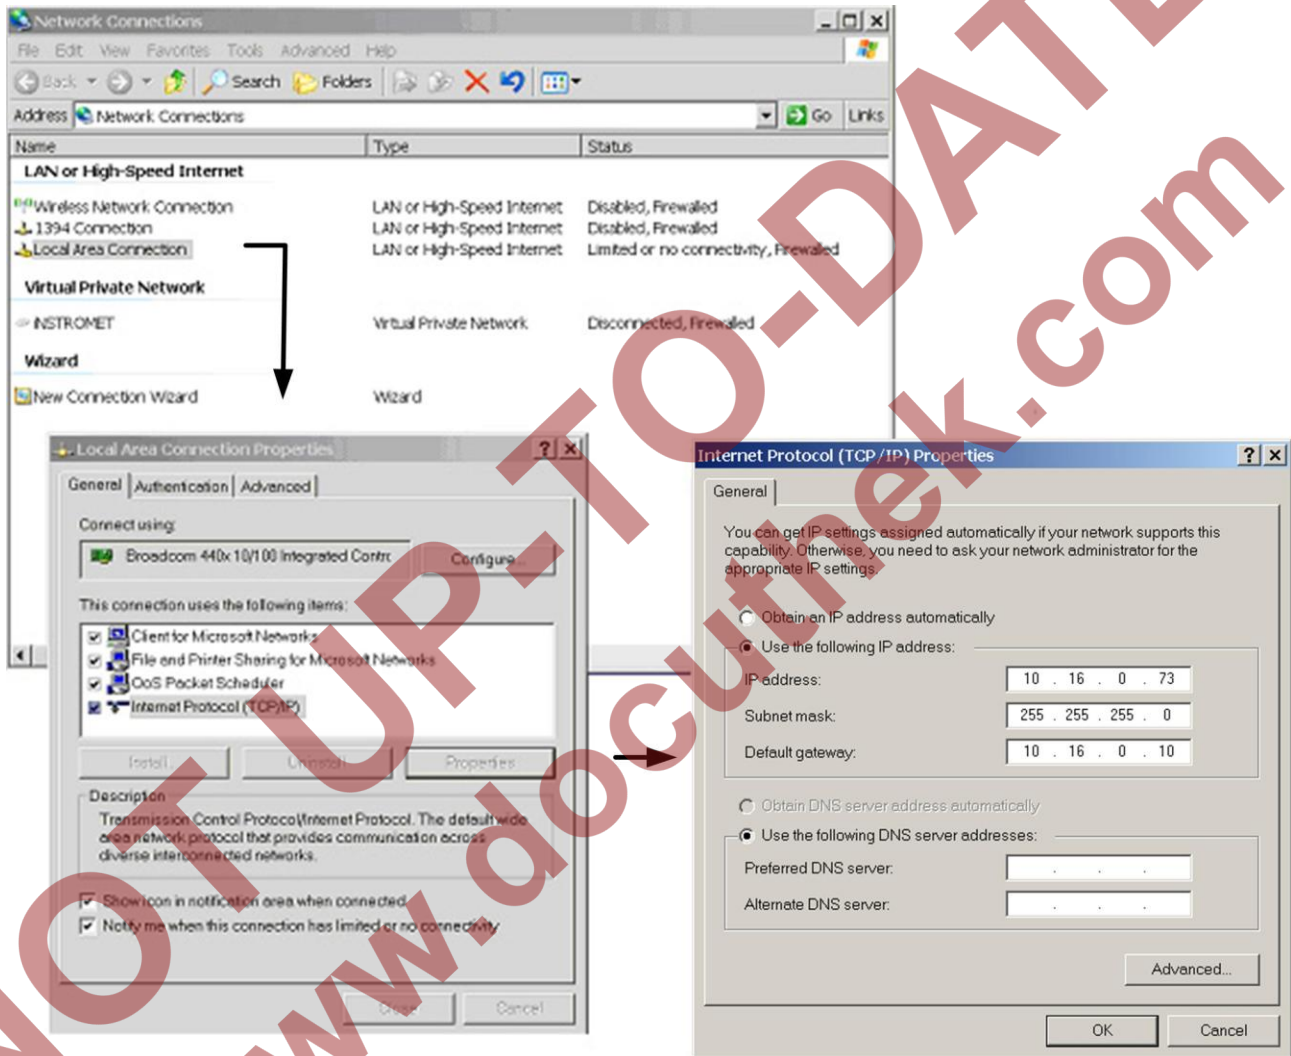 Network Connections
File Edit View Favorites Tools Advanced Help
Back Search Folders
Address Network Connections Go Links
Name Type Status
LAN or High-Speed Internet
Wireless Network Connection LAN or High-Speed Internet Disabled, Firewalled
1394 Connection LAN or High-Speed Internet Disabled, Firewalled
Local Area Connection LAN or High-Speed Internet Limited or no connectivity, Firewalled
Virtual Private Network
INSTROMET Virtual Private Network Disconnected, Firewalled
Wizard
New Connection Wizard Wizard
Local Area Connection Properties
General Authentication Advanced
Connect using:
Broadcom 440x 10/100 Integrated Contrc Configure...
This connection uses the following items:
Client for Microsoft Networks
File and Printer Sharing for Microsoft Networks
QoS Packet Scheduler
Internet Protocol (TCP/IP)
Install... Uninstall Properties
Description
Transmission Control Protocol/Internet Protocol. The default wide
area network protocol that provides communication across
diverse interconnected networks.
Show icon in notification area when connected
Notify me when this connection has limited or no connectivity
Close Cancel
Internet Protocol (TCP/IP) Properties
General
You can get IP settings assigned automatically if your network supports this
capability. Otherwise, you need to ask your network administrator for the
appropriate IP settings.
Obtain an IP address automatically
Use the following IP address:
IP address: 10 . 16 . 0 . 73
Subnet mask: 255 . 255 . 255 . 0
Default gateway: 10 . 16 . 0 . 10
Obtain DNS server address automatically
Use the following DNS server addresses:
Preferred DNS server: . . .
Alternate DNS server: . . .
Advanced...
OK Cancel
NOT UP-TO-DATE
www.docuthek.com